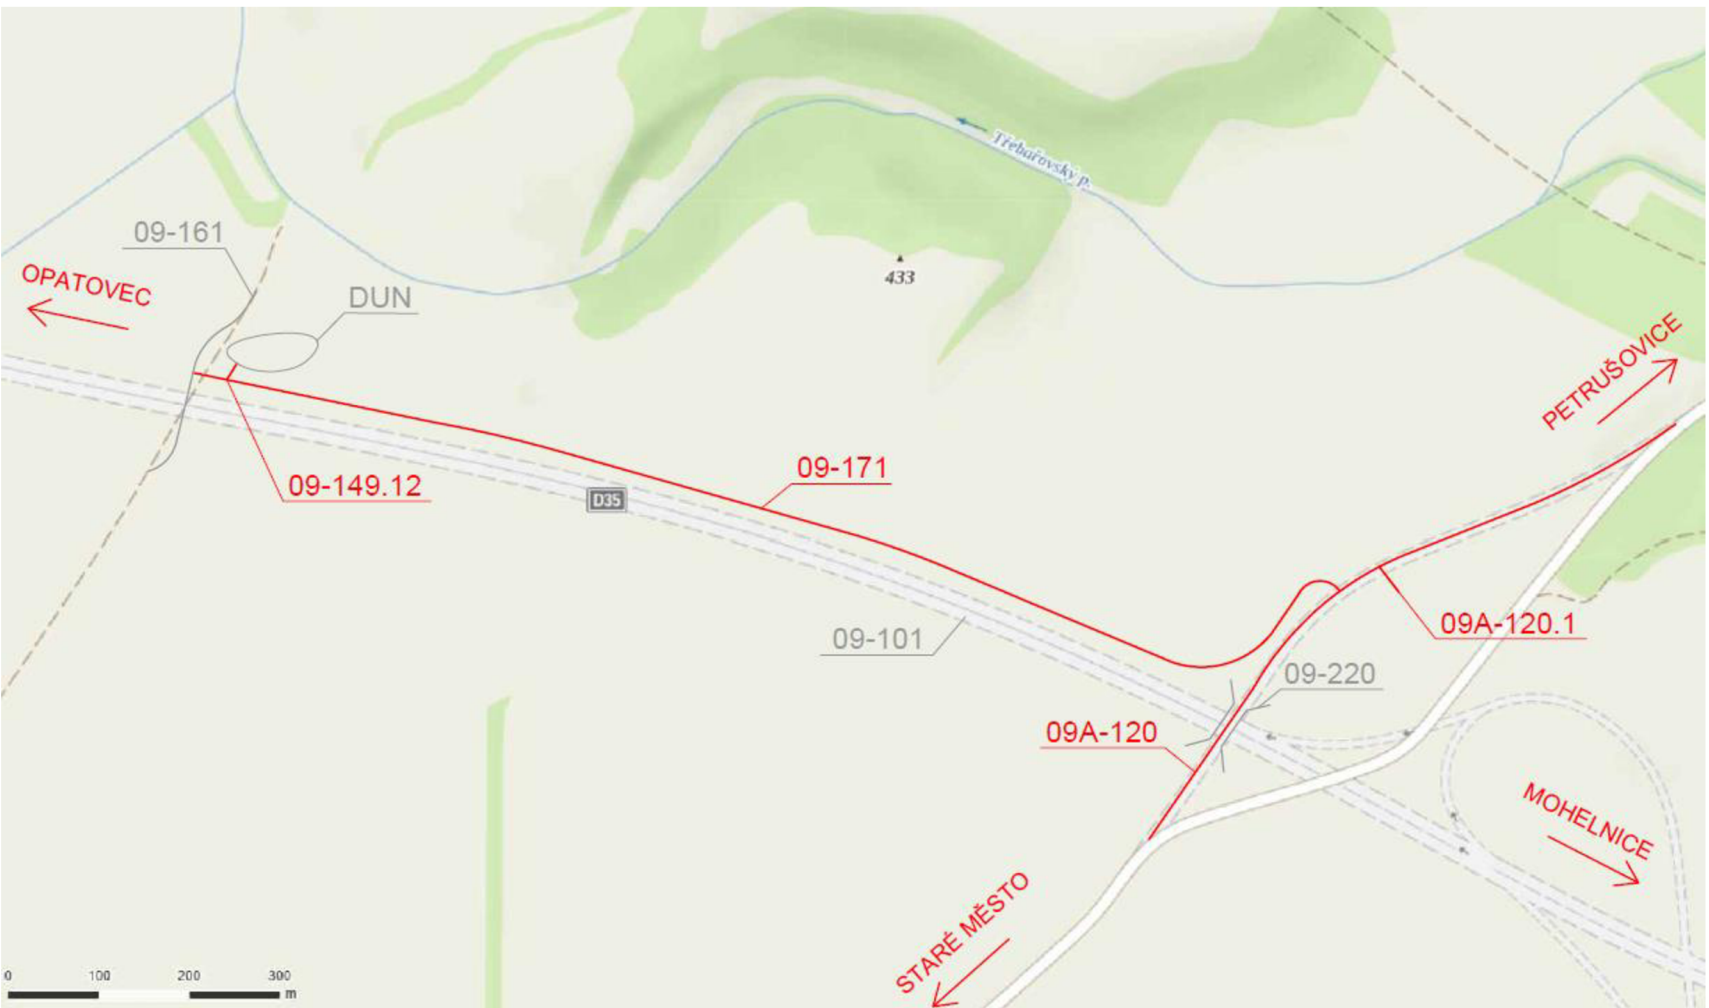 Třebařovský p.
09-161
OPATOVEC
433
DUN
PETRUŠOVICE
09-171
09-149.12
D35
09A-120.1
09-101
09-220
09A-120
MOHELNICE
STARÉ MĚSTO
0 100 200 300
m